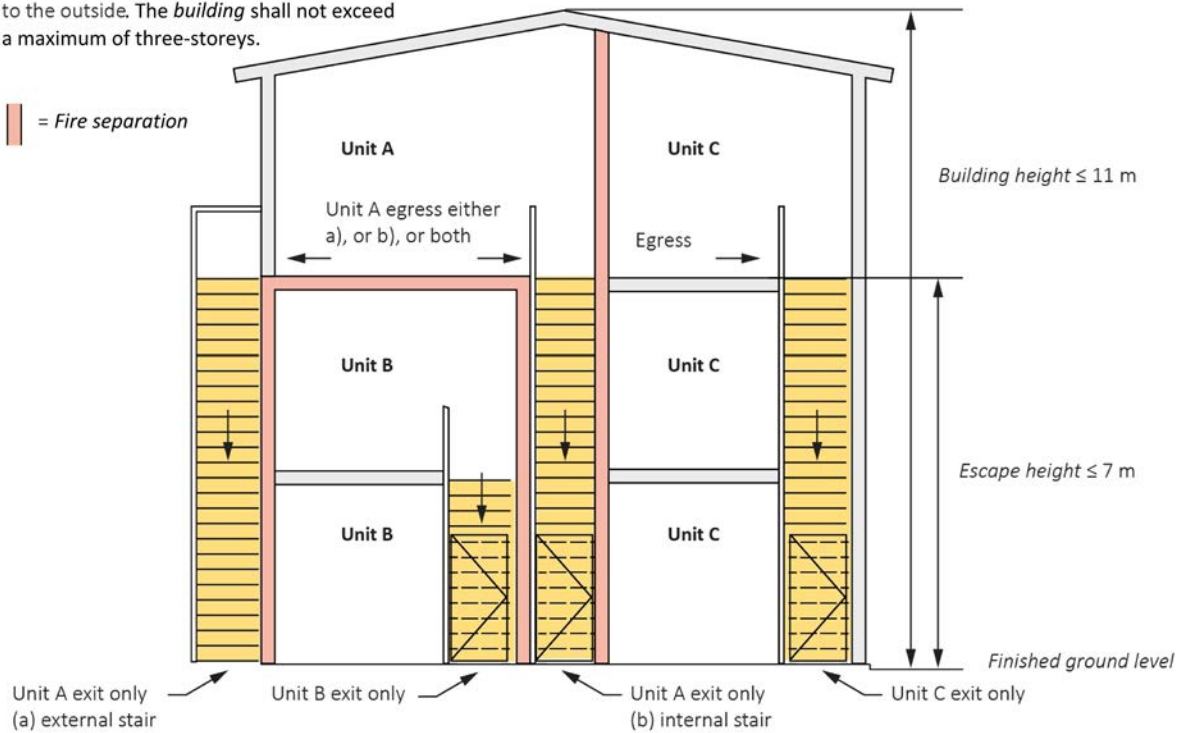 to the outside. The building shall not exceed
a maximum of three-storeys.
= Fire separation
Unit A
Unit C
Building height ≤ 11 m
Unit A egress either
a), or b), or both
Egress
Unit B
Unit C
Escape height ≤ 7 m
Unit B
Unit C
Finished ground level
Unit A exit only
(a) external stair
Unit B exit only
Unit A exit only
(b) internal stair
Unit C exit only